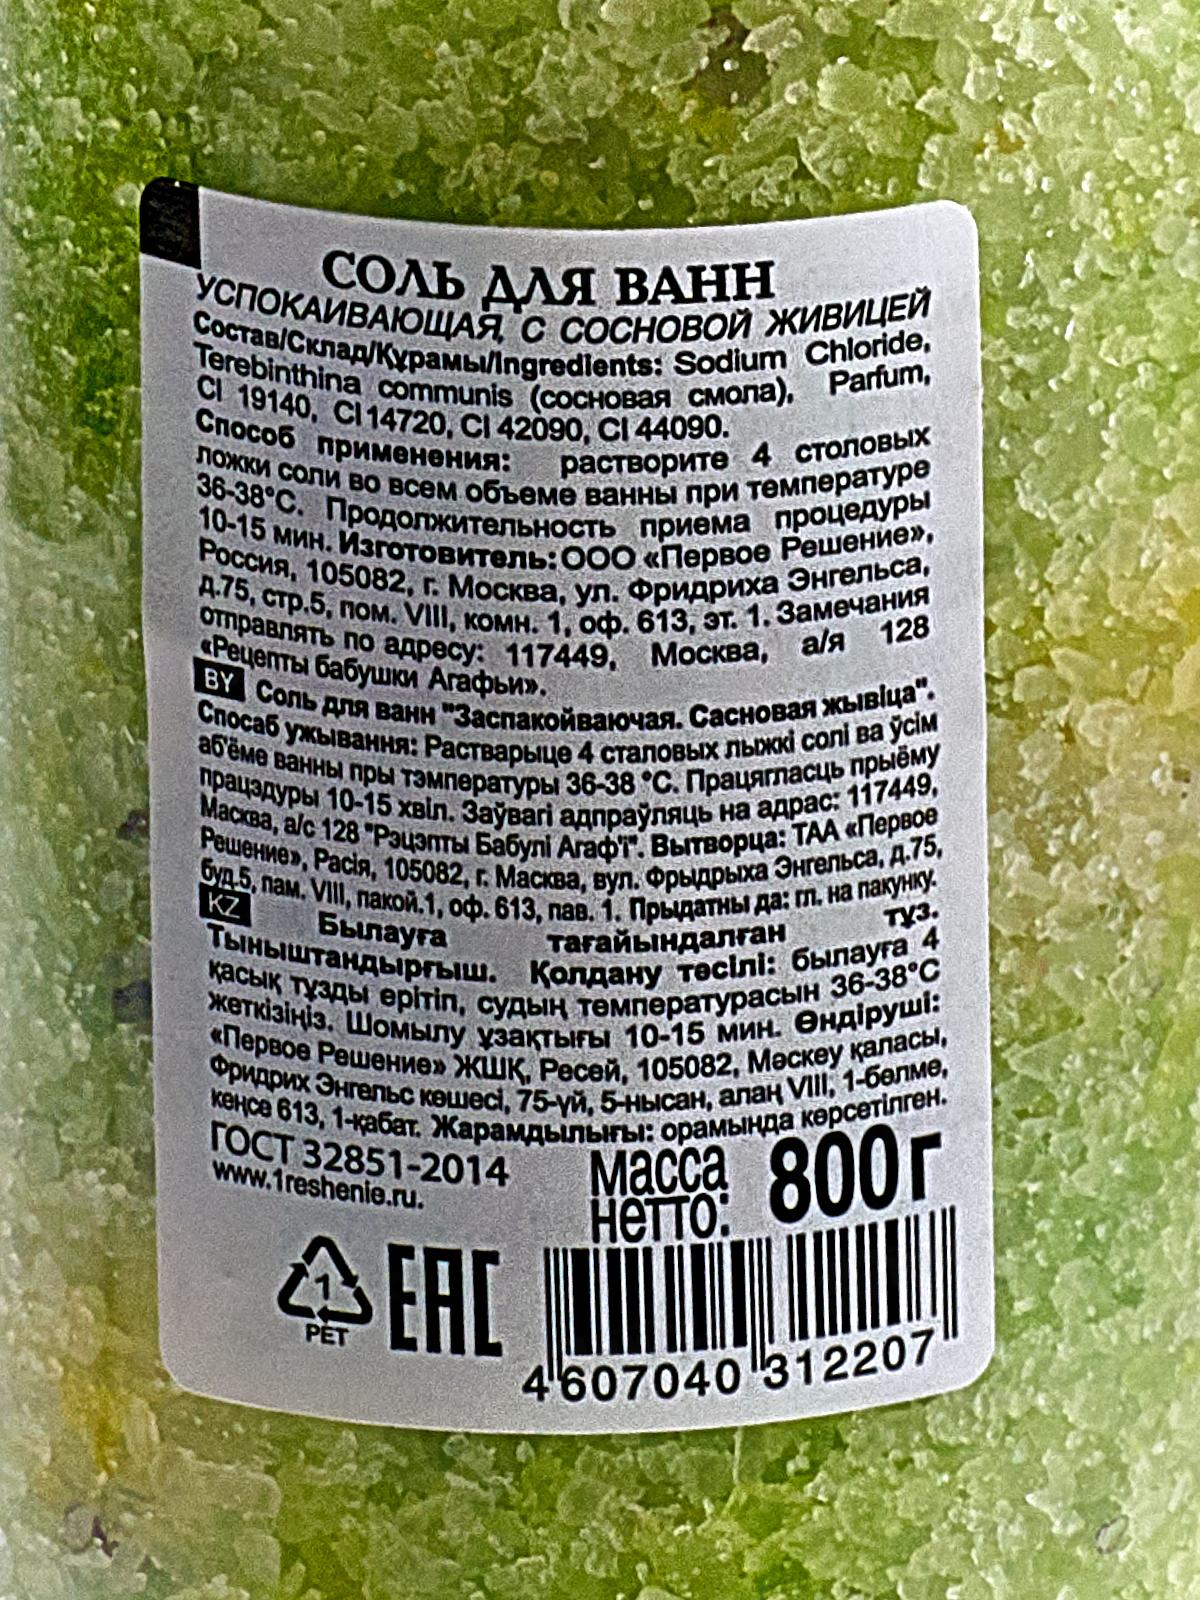 СОЛЬ ДЛЯ ВАНН
УСПОКАИВАЮЩАЯ, С СОСНОВОЙ ЖИВИЦЕЙ
Состав/Склад/Құрамы/Ingredients: Sodium Chloride,
Terebinthina communis (сосновая смола), Parfum,
CI 19140, CI 14720, CI 42090, CI 44090.
Способ применения: растворите 4 столовых
ложки соли во всем объеме ванны при температуре
36-38°С. Продолжительность приема процедуры
10-15 мин. Изготовитель: ООО «Первое Решение»,
Россия, 105082, г. Москва, ул. Фридриха Энгельса,
д.75, стр.5, пом. VIII, комн. 1, оф. 613, эт. 1. Замечания
отправлять по адресу: 117449, Москва, а/я 128
«Рецепты бабушки Агафьи».
BY Соль для ванн "Заспакойваючая. Сасновая жывіца".
Спосаб ужывання: Растварыце 4 сталовых лыжкі солі ва ўсім
аб'ёме ванны пры тэмпературы 36-38 °С. Працягласць прыёму
працэдуры 10-15 хвіл. Заўвагі адпраўляць на адрас: 117449,
Масква, а/с 128 "Рэцэпты Бабулі Агаф'і". Вытворца: ТАА «Первое
Решение», Расія, 105082, г. Масква, вул. Фрыдрыха Энгельса, д.75,
буд.5, пам. VIII, пакой.1, оф. 613, пав. 1. Прыдатны да: гл. на пакунку.
KZ Былауға тағайындалған тұз.
Тыныштандырғыш. Қолдану тәсілі: былауға 4
қасық тұзды ерітіп, судың температурасын 36-38°С
жеткізіңіз. Шомылу ұзақтығы 10-15 мин. Өндіруші:
«Первое Решение» ЖШҚ, Ресей, 105082, Мәскеу қаласы,
Фридрих Энгельс көшесі, 75-үй, 5-нысан, алаң VIII, 1-бөлме,
кеңсе 613, 1-қабат. Жарамдылығы: орамында көрсетілген.
ГОСТ 32851-2014
www.1reshenie.ru.
Масса нетто: 800г
1
PET
EAC
4 607040 312207